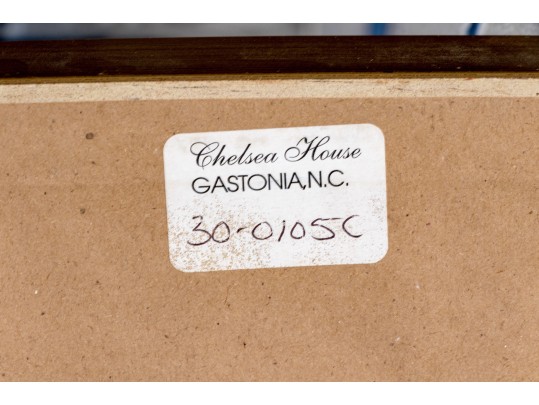 Chelsea House
GASTONIA, N.C.
30-0105C